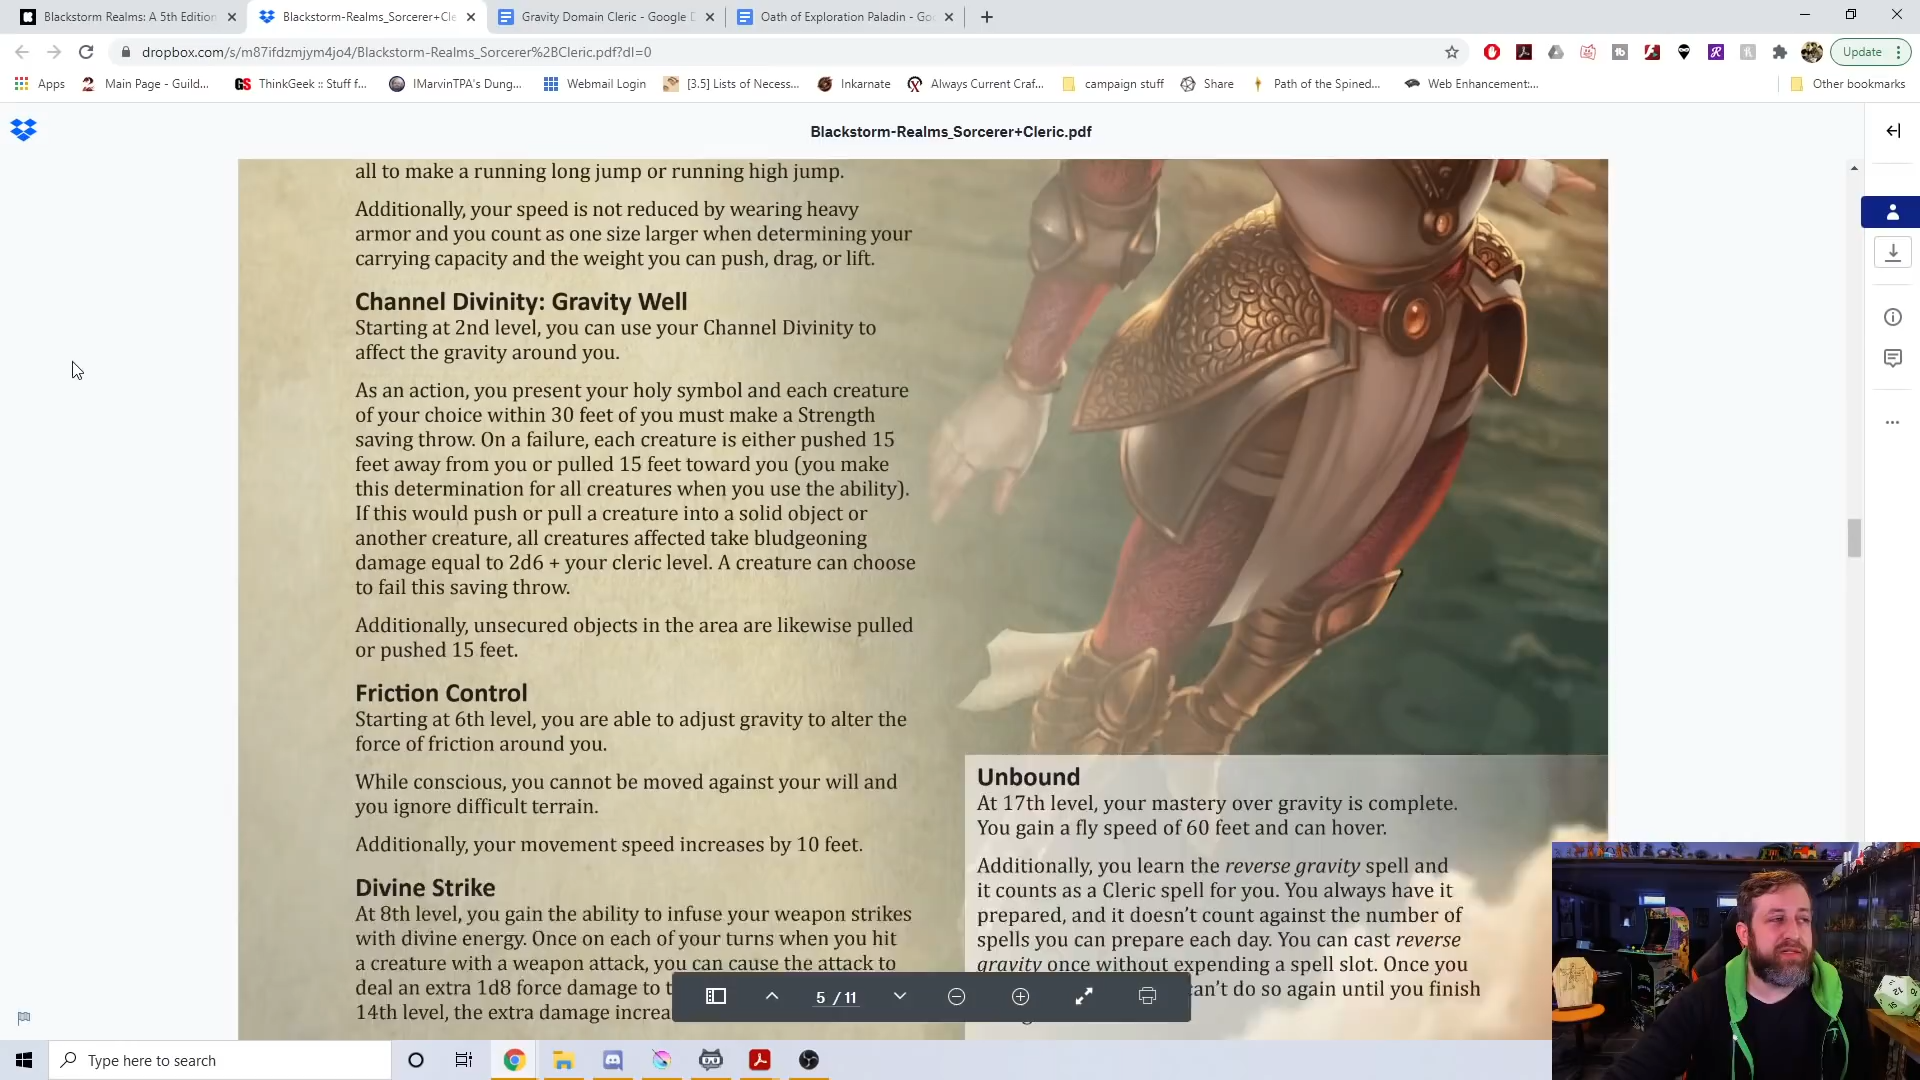 Blackstorm Realms: A 5th Edition
Blackstorm-Realms_Sorcerer+Cle
Gravity Domain Cleric - Google D
Oath of Exploration Paladin - Goo
dropbox.com/s/m87ifdzmjym4jo4/Blackstorm-Realms_Sorcerer%2BCleric.pdf?dl=0
Update
Apps
Main Page - Guild...
ThinkGeek :: Stuff f...
IMarvinTPA's Dung...
Webmail Login
[3.5] Lists of Necess...
Inkarnate
Always Current Craf...
campaign stuff
Share
Path of the Spined...
Web Enhancement:...
Other bookmarks
Blackstorm-Realms_Sorcerer+Cleric.pdf
all to make a running long jump or running high jump.
Additionally, your speed is not reduced by wearing heavy
armor and you count as one size larger when determining your
carrying capacity and the weight you can push, drag, or lift.
Channel Divinity: Gravity Well
Starting at 2nd level, you can use your Channel Divinity to
affect the gravity around you.
As an action, you present your holy symbol and each creature
of your choice within 30 feet of you must make a Strength
saving throw. On a failure, each creature is either pushed 15
feet away from you or pulled 15 feet toward you (you make
this determination for all creatures when you use the ability).
If this would push or pull a creature into a solid object or
another creature, all creatures affected take bludgeoning
damage equal to 2d6 + your cleric level. A creature can choose
to fail this saving throw.
Additionally, unsecured objects in the area are likewise pulled
or pushed 15 feet.
Friction Control
Starting at 6th level, you are able to adjust gravity to alter the
force of friction around you.
While conscious, you cannot be moved against your will and
you ignore difficult terrain.
Additionally, your movement speed increases by 10 feet.
Divine Strike
At 8th level, you gain the ability to infuse your weapon strikes
with divine energy. Once on each of your turns when you hit
a creature with a weapon attack, you can cause the attack to
deal an extra 1d8 force damage to t
14th level, the extra damage increa
Unbound
At 17th level, your mastery over gravity is complete.
You gain a fly speed of 60 feet and can hover.
Additionally, you learn the reverse gravity spell and
it counts as a Cleric spell for you. You always have it
prepared, and it doesn't count against the number of
spells you can prepare each day. You can cast reverse
gravity once without expending a spell slot. Once you
can't do so again until you finish
5 / 11
Type here to search